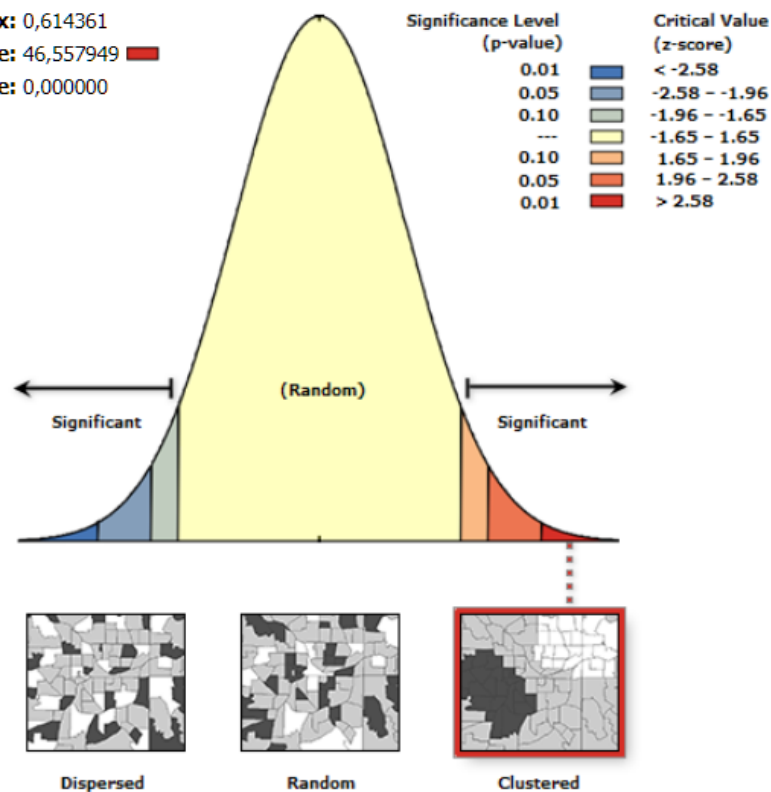 x: 0,614361
e: 46,557949
e: 0,000000
Significance Level
(p-value)
Critical Value
(z-score)
0.01 < -2.58
0.05 -2.58 – -1.96
0.10 -1.96 – -1.65
--- -1.65 – 1.65
0.10 1.65 – 1.96
0.05 1.96 – 2.58
0.01 > 2.58
(Random)
Significant
Significant
Dispersed
Random
Clustered